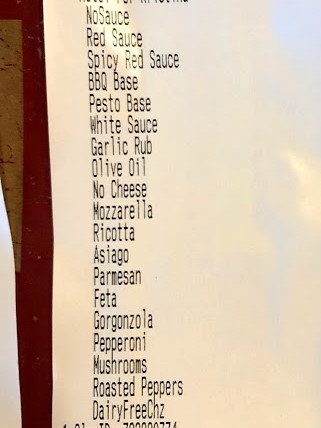 NoSauce
Red Sauce
Spicy Red Sauce
BBQ Base
Pesto Base
White Sauce
Garlic Rub
Olive Oil
No Cheese
Mozzarella
Ricotta
Asiago
Parmesan
Feta
Gorgonzola
Pepperoni
Mushrooms
Roasted Peppers
DairyFreeChz